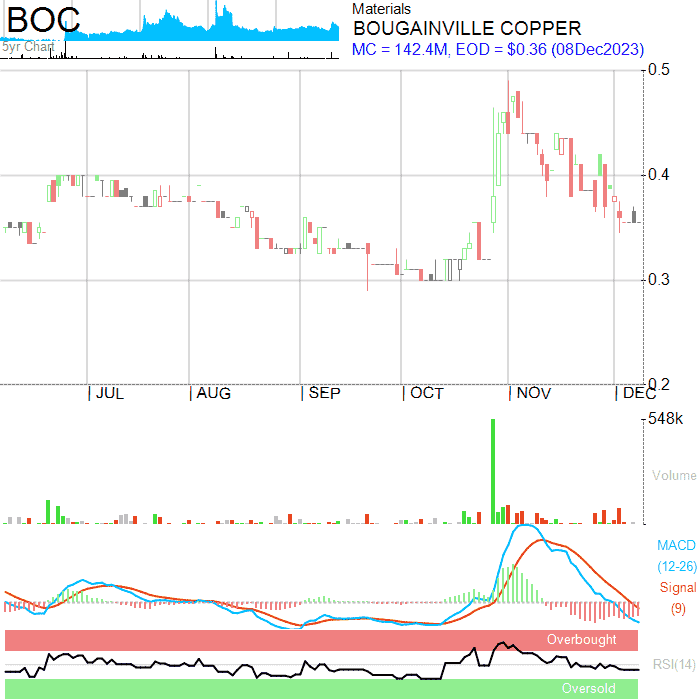 BOC
5yr Chart
Materials
BOUGAINVILLE COPPER
MC = 142.4M, EOD = $0.36 (08Dec2023)
0.5
0.4
0.3
0.2
JUL AUG SEP OCT NOV DEC
548k
Volume
MACD
(12-26)
Signal
(9)
Overbought
RSI(14)
Oversold